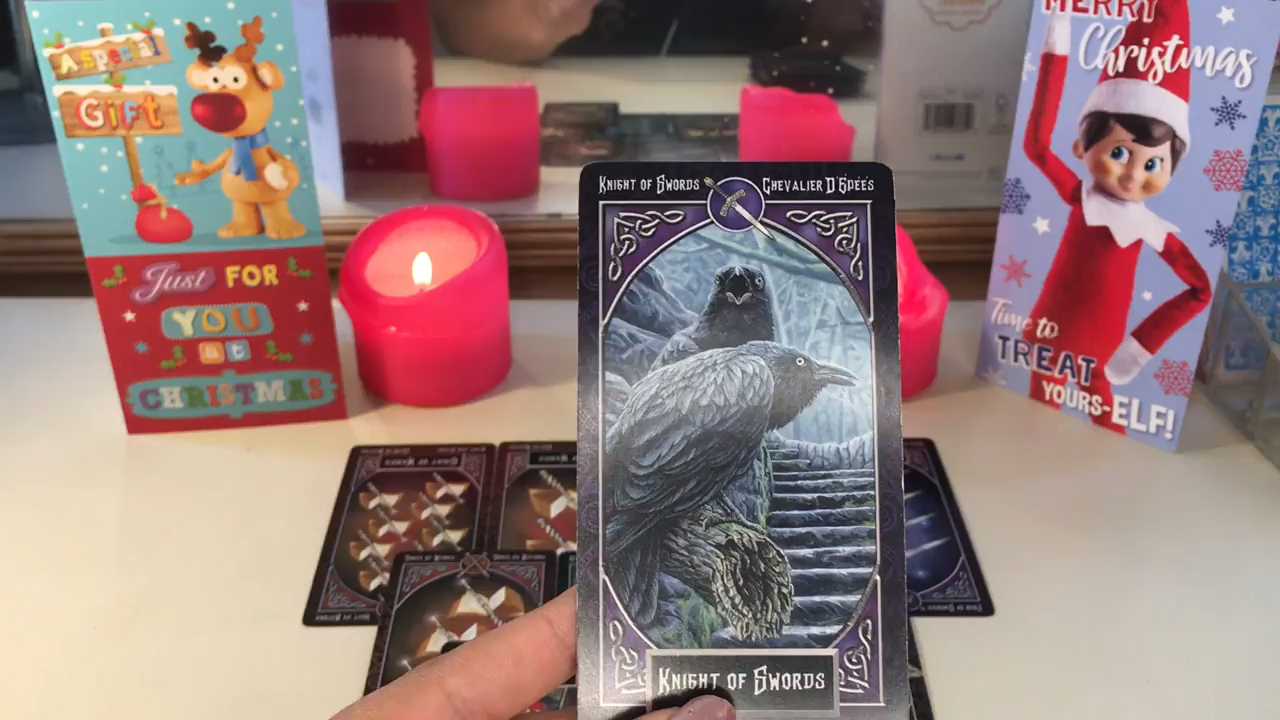 A SPECIAL
GiFT
Just FOR
YOU
at
CHRISTMAS
KNIGHT OF SWORDS
CHEVALIER D'ÉPÉES
KNIGHT OF SWORDS
MERRY
Christmas
Time to
TREAT
YOURS-ELF!